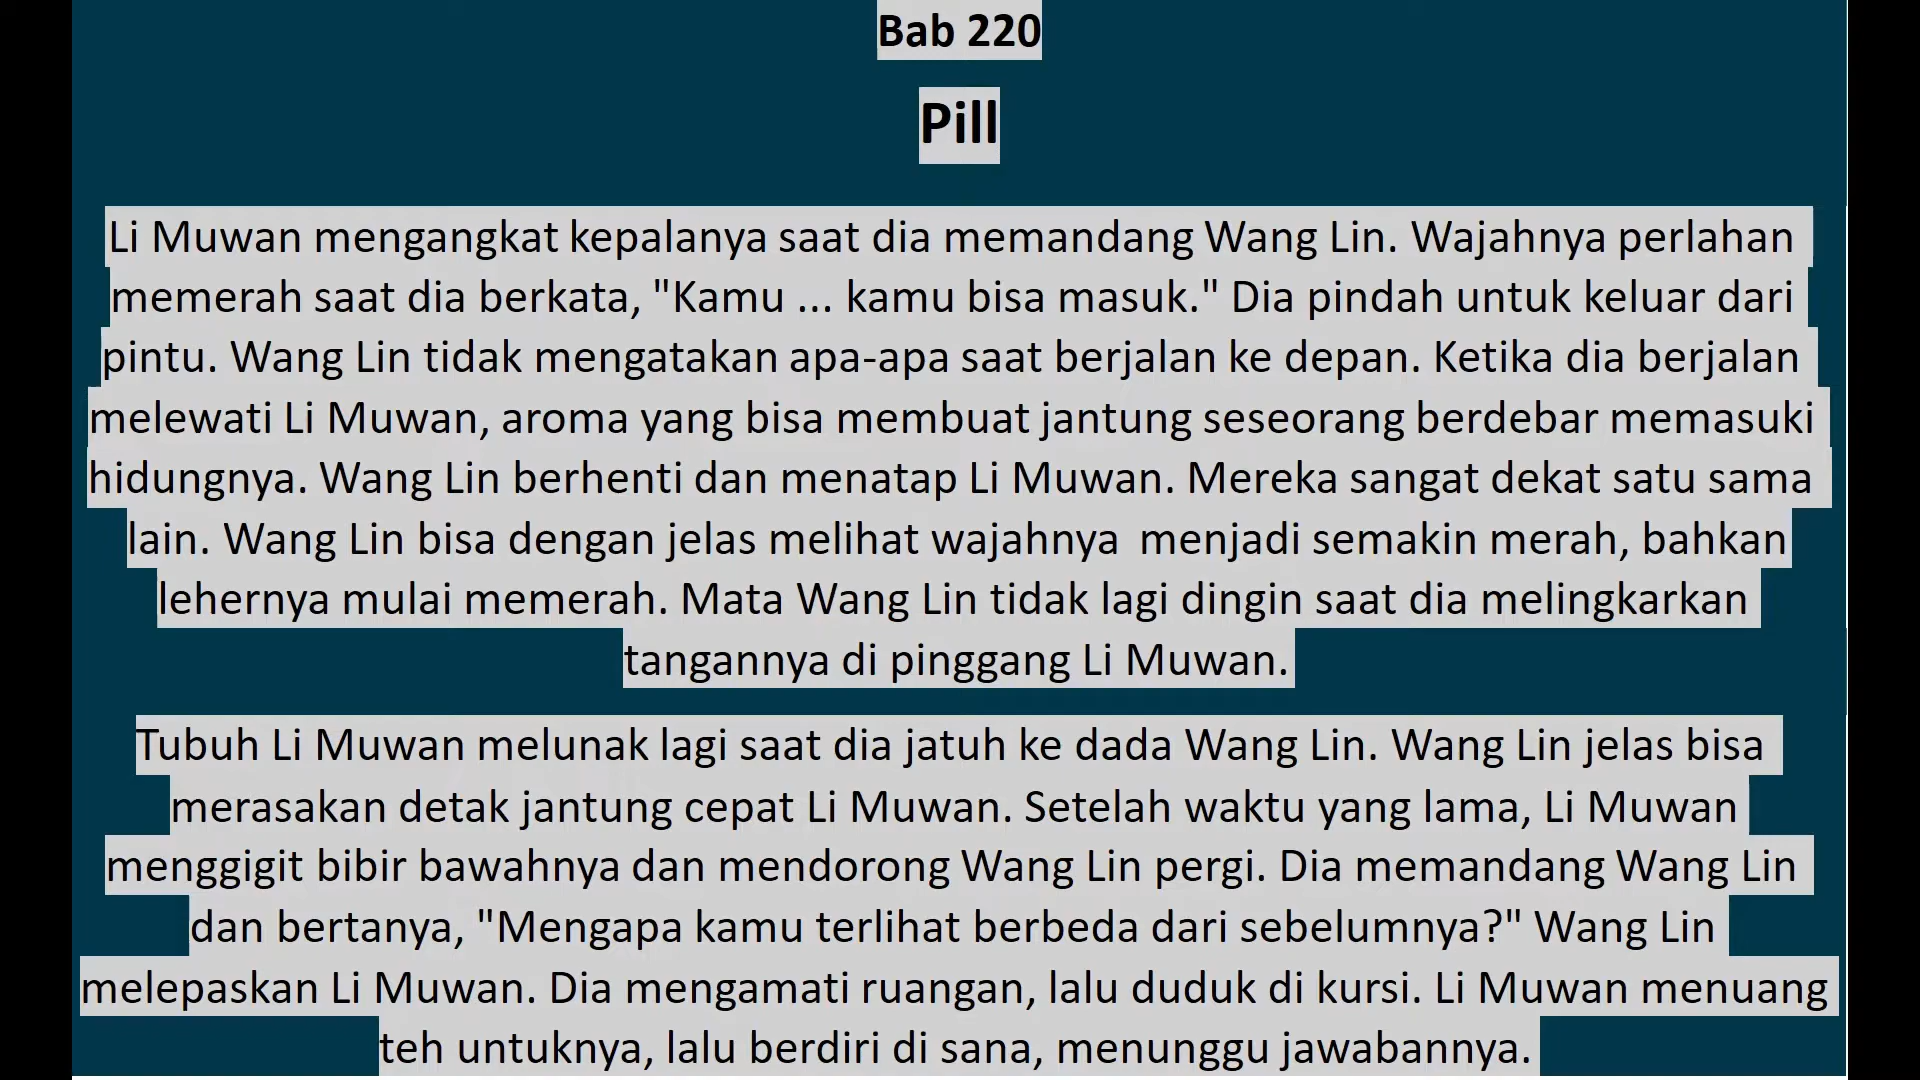 Bab 220
Pill
Li Muwan mengangkat kepalanya saat dia memandang Wang Lin. Wajahnya perlahan
memerah saat dia berkata, "Kamu ... kamu bisa masuk." Dia pindah untuk keluar dari
pintu. Wang Lin tidak mengatakan apa-apa saat berjalan ke depan. Ketika dia berjalan
melewati Li Muwan, aroma yang bisa membuat jantung seseorang berdebar memasuki
hidungnya. Wang Lin berhenti dan menatap Li Muwan. Mereka sangat dekat satu sama
lain. Wang Lin bisa dengan jelas melihat wajahnya  menjadi semakin merah, bahkan
lehernya mulai memerah. Mata Wang Lin tidak lagi dingin saat dia melingkarkan
tangannya di pinggang Li Muwan.
Tubuh Li Muwan melunak lagi saat dia jatuh ke dada Wang Lin. Wang Lin jelas bisa
merasakan detak jantung cepat Li Muwan. Setelah waktu yang lama, Li Muwan
menggigit bibir bawahnya dan mendorong Wang Lin pergi. Dia memandang Wang Lin
dan bertanya, "Mengapa kamu terlihat berbeda dari sebelumnya?" Wang Lin
melepaskan Li Muwan. Dia mengamati ruangan, lalu duduk di kursi. Li Muwan menuang
teh untuknya, lalu berdiri di sana, menunggu jawabannya.